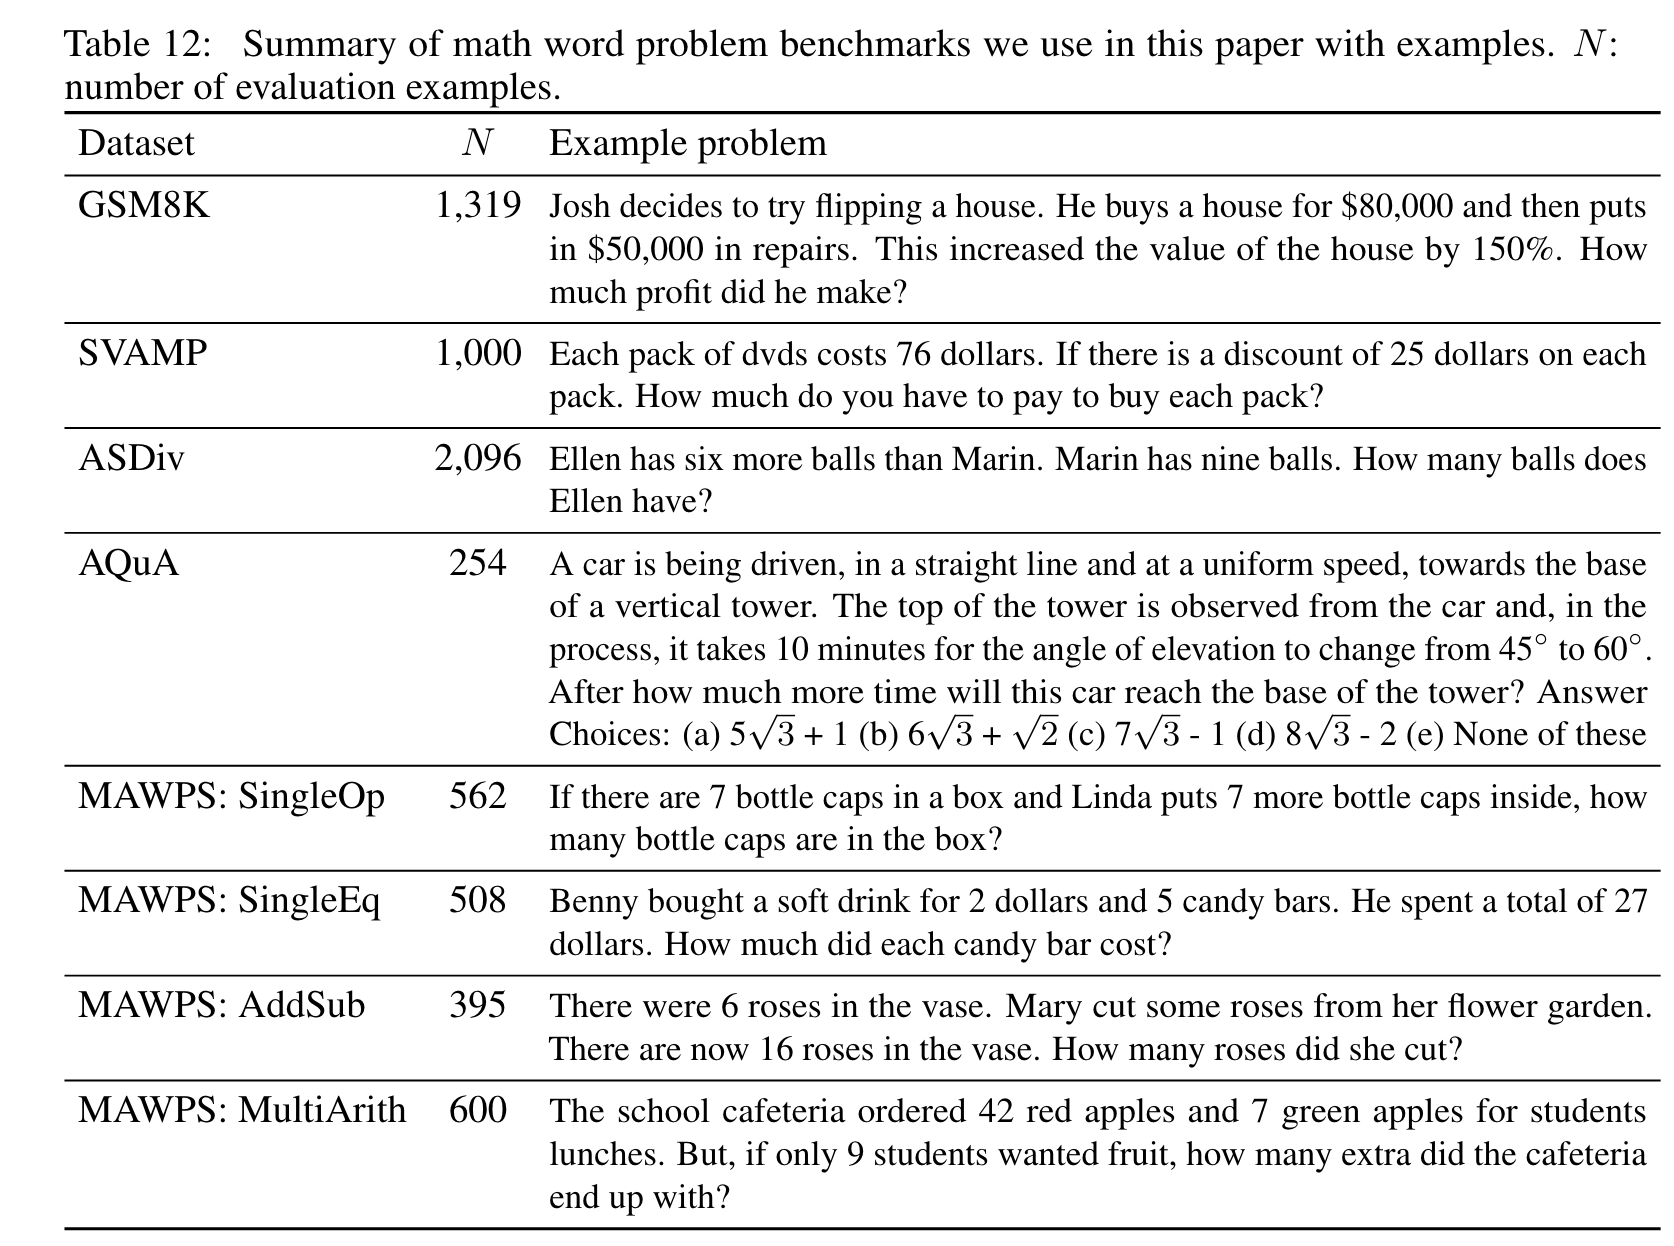 Table 12: Summary of math word problem benchmarks we use in this paper with examples. N:
number of evaluation examples.
Dataset N Example problem
GSM8K 1,319 Josh decides to try flipping a house. He buys a house for $80,000 and then puts
in $50,000 in repairs. This increased the value of the house by 150%. How
much profit did he make?
SVAMP 1,000 Each pack of dvds costs 76 dollars. If there is a discount of 25 dollars on each
pack. How much do you have to pay to buy each pack?
ASDiv 2,096 Ellen has six more balls than Marin. Marin has nine balls. How many balls does
Ellen have?
AQuA 254 A car is being driven, in a straight line and at a uniform speed, towards the base
of a vertical tower. The top of the tower is observed from the car and, in the
process, it takes 10 minutes for the angle of elevation to change from 45° to 60°.
After how much more time will this car reach the base of the tower? Answer
Choices: (a) 5√3 + 1 (b) 6√3 + √2 (c) 7√3 - 1 (d) 8√3 - 2 (e) None of these
MAWPS: SingleOp 562 If there are 7 bottle caps in a box and Linda puts 7 more bottle caps inside, how
many bottle caps are in the box?
MAWPS: SingleEq 508 Benny bought a soft drink for 2 dollars and 5 candy bars. He spent a total of 27
dollars. How much did each candy bar cost?
MAWPS: AddSub 395 There were 6 roses in the vase. Mary cut some roses from her flower garden.
There are now 16 roses in the vase. How many roses did she cut?
MAWPS: MultiArith 600 The school cafeteria ordered 42 red apples and 7 green apples for students
lunches. But, if only 9 students wanted fruit, how many extra did the cafeteria
end up with?